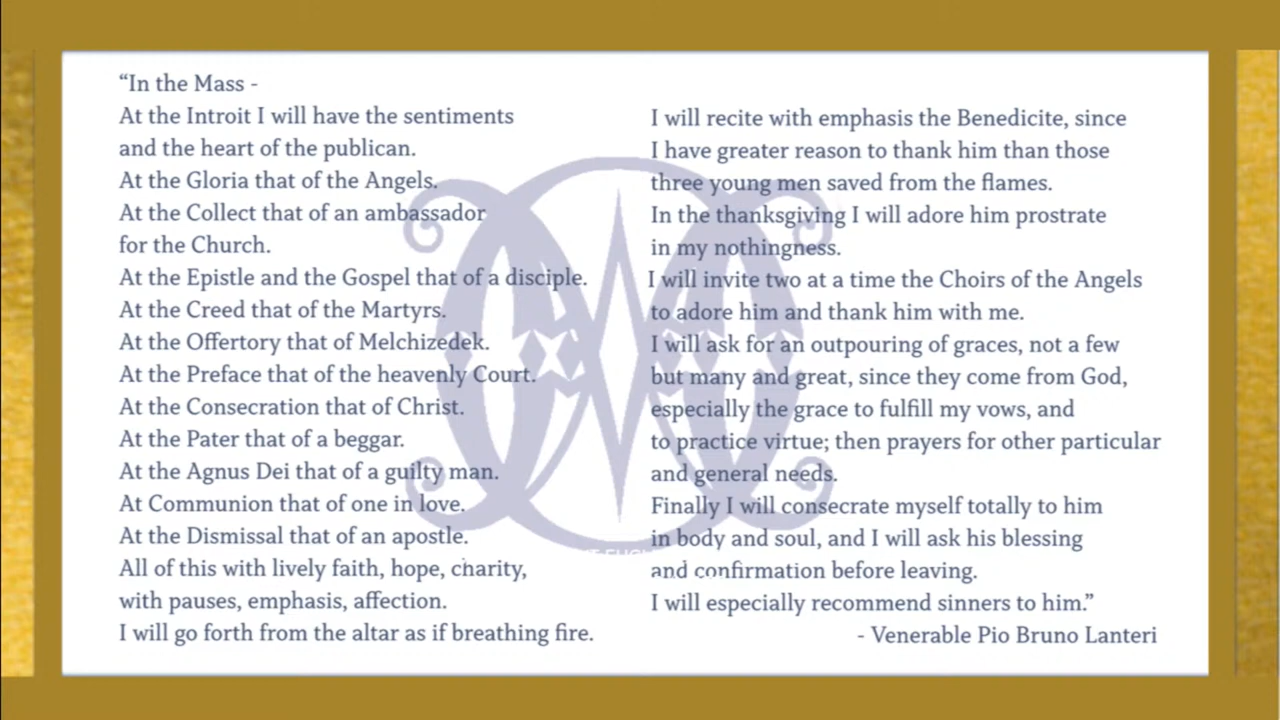 “In the Mass -
At the Introit I will have the sentiments
and the heart of the publican.
At the Gloria that of the Angels.
At the Collect that of an ambassador
for the Church.
At the Epistle and the Gospel that of a disciple.
At the Creed that of the Martyrs.
At the Offertory that of Melchizedek.
At the Preface that of the heavenly Court.
At the Consecration that of Christ.
At the Pater that of a beggar.
At the Agnus Dei that of a guilty man.
At Communion that of one in love.
At the Dismissal that of an apostle.
All of this with lively faith, hope, charity,
with pauses, emphasis, affection.
I will go forth from the altar as if breathing fire.
I will recite with emphasis the Benedicite, since
I have greater reason to thank him than those
three young men saved from the flames.
In the thanksgiving I will adore him prostrate
in my nothingness.
I will invite two at a time the Choirs of the Angels
to adore him and thank him with me.
I will ask for an outpouring of graces, not a few
but many and great, since they come from God,
especially the grace to fulfill my vows, and
to practice virtue; then prayers for other particular
and general needs.
Finally I will consecrate myself totally to him
in body and soul, and I will ask his blessing
and confirmation before leaving.
I will especially recommend sinners to him.”
- Venerable Pio Bruno Lanteri